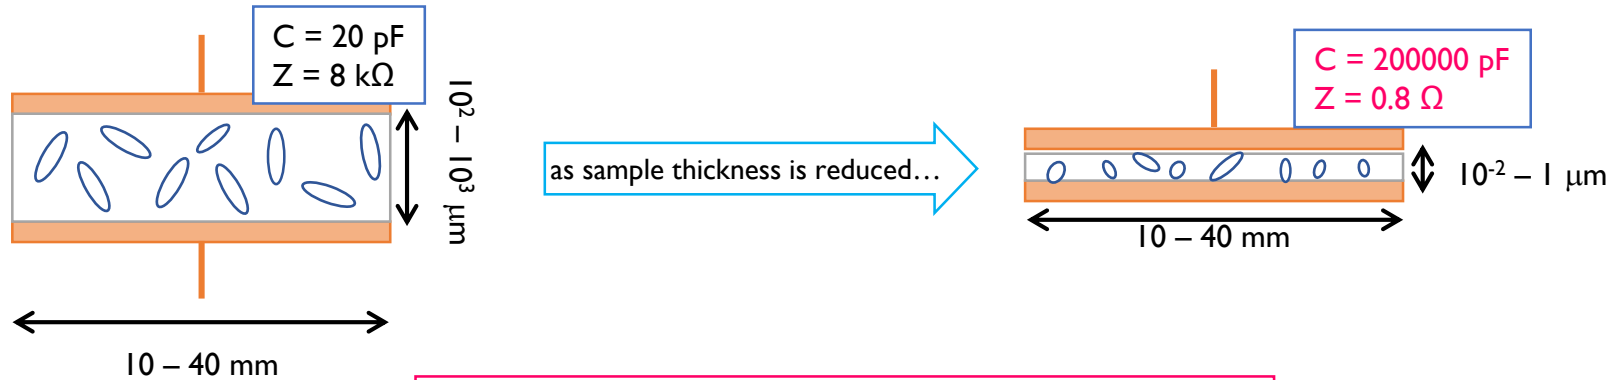 C = 20 pF
Z = 8 kΩ
10² – 10³ μm
10 – 40 mm
as sample thickness is reduced…
C = 200000 pF
Z = 0.8 Ω
10⁻² – 1 μm
10 – 40 mm